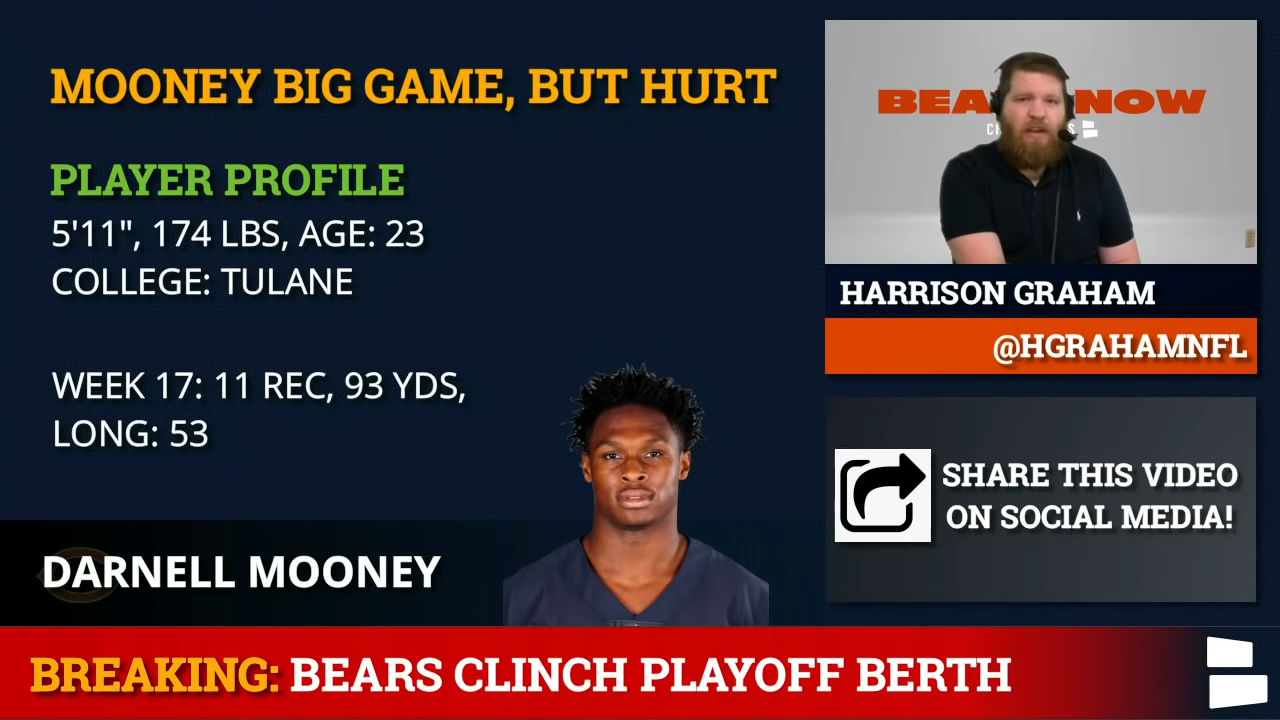 MOONEY BIG GAME, BUT HURT
PLAYER PROFILE
5'11", 174 LBS, AGE: 23
COLLEGE: TULANE
WEEK 17: 11 REC, 93 YDS,
LONG: 53
DARNELL MOONEY
NOW
HARRISON GRAHAM
@HGRAHAMNFL
SHARE THIS VIDEO
ON SOCIAL MEDIA!
BREAKING: BEARS CLINCH PLAYOFF BERTH